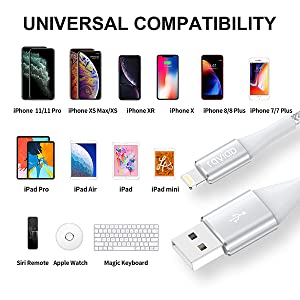 UNIVERSAL COMPATIBILITY
iPhone 11/11 Pro
iPhone XS Max/XS
iPhone XR
iPhone X
iPhone 8/8 Plus
iPhone 7/7 Plus
iPad Pro
iPad Air
iPad
iPad mini
Siri Remote
Apple Watch
Magic Keyboard